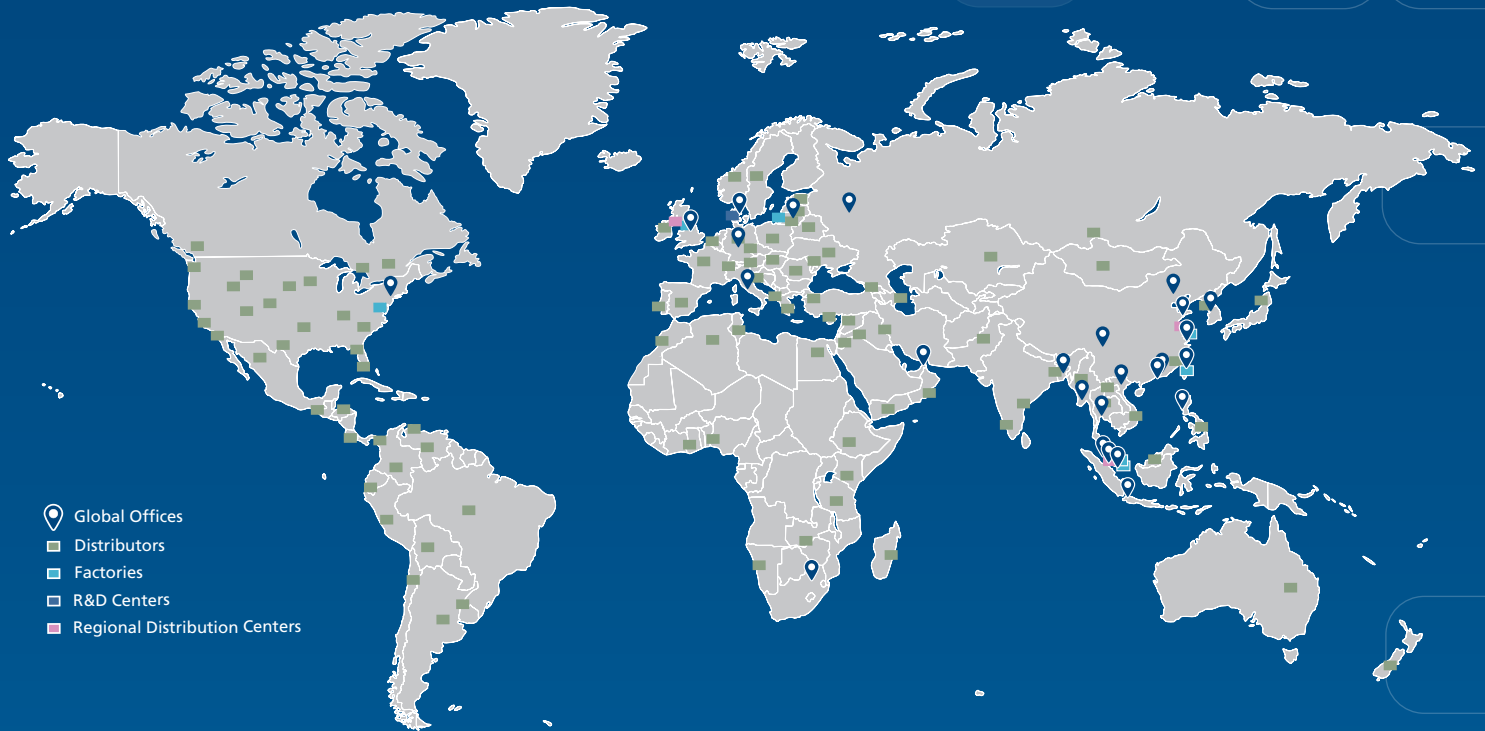 Global Offices
Distributors
Factories
R&D Centers
Regional Distribution Centers